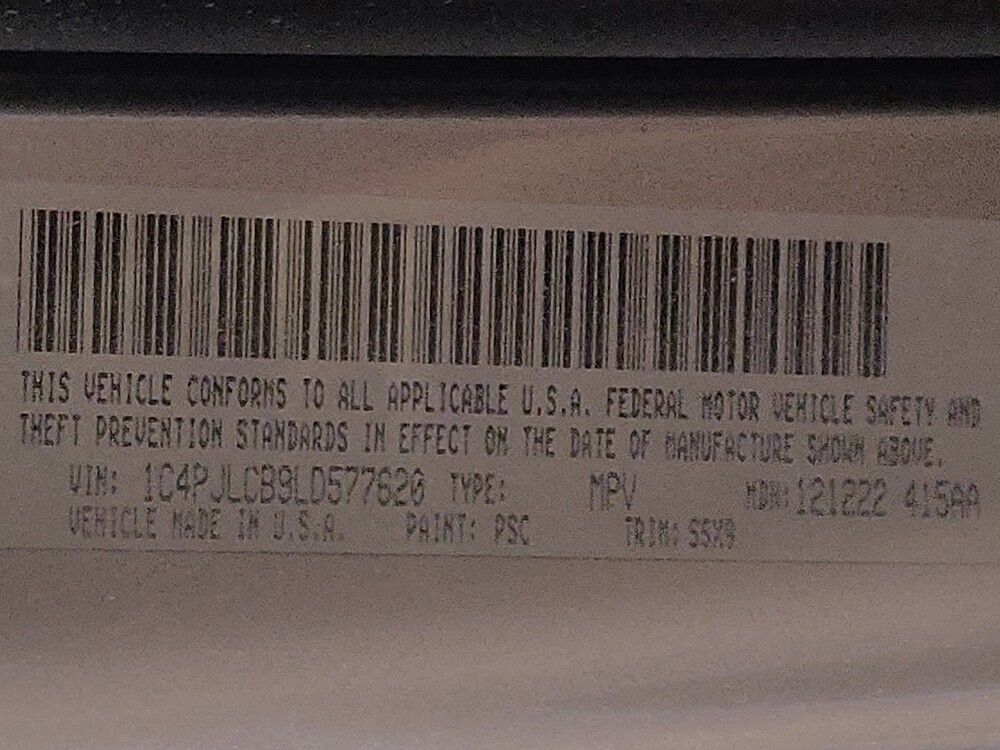 THIS VEHICLE CONFORMS TO ALL APPLICABLE U.S.A. FEDERAL MOTOR VEHICLE SAFETY AND
THEFT PREVENTION STANDARDS IN EFFECT ON THE DATE OF MANUFACTURE SHOWN ABOVE.
VIN: 1C4PJLCB9LD577620 TYPE: MPV MDH: 121222 415AA
VEHICLE MADE IN U.S.A. PAINT: PSC TRIM: S5X9